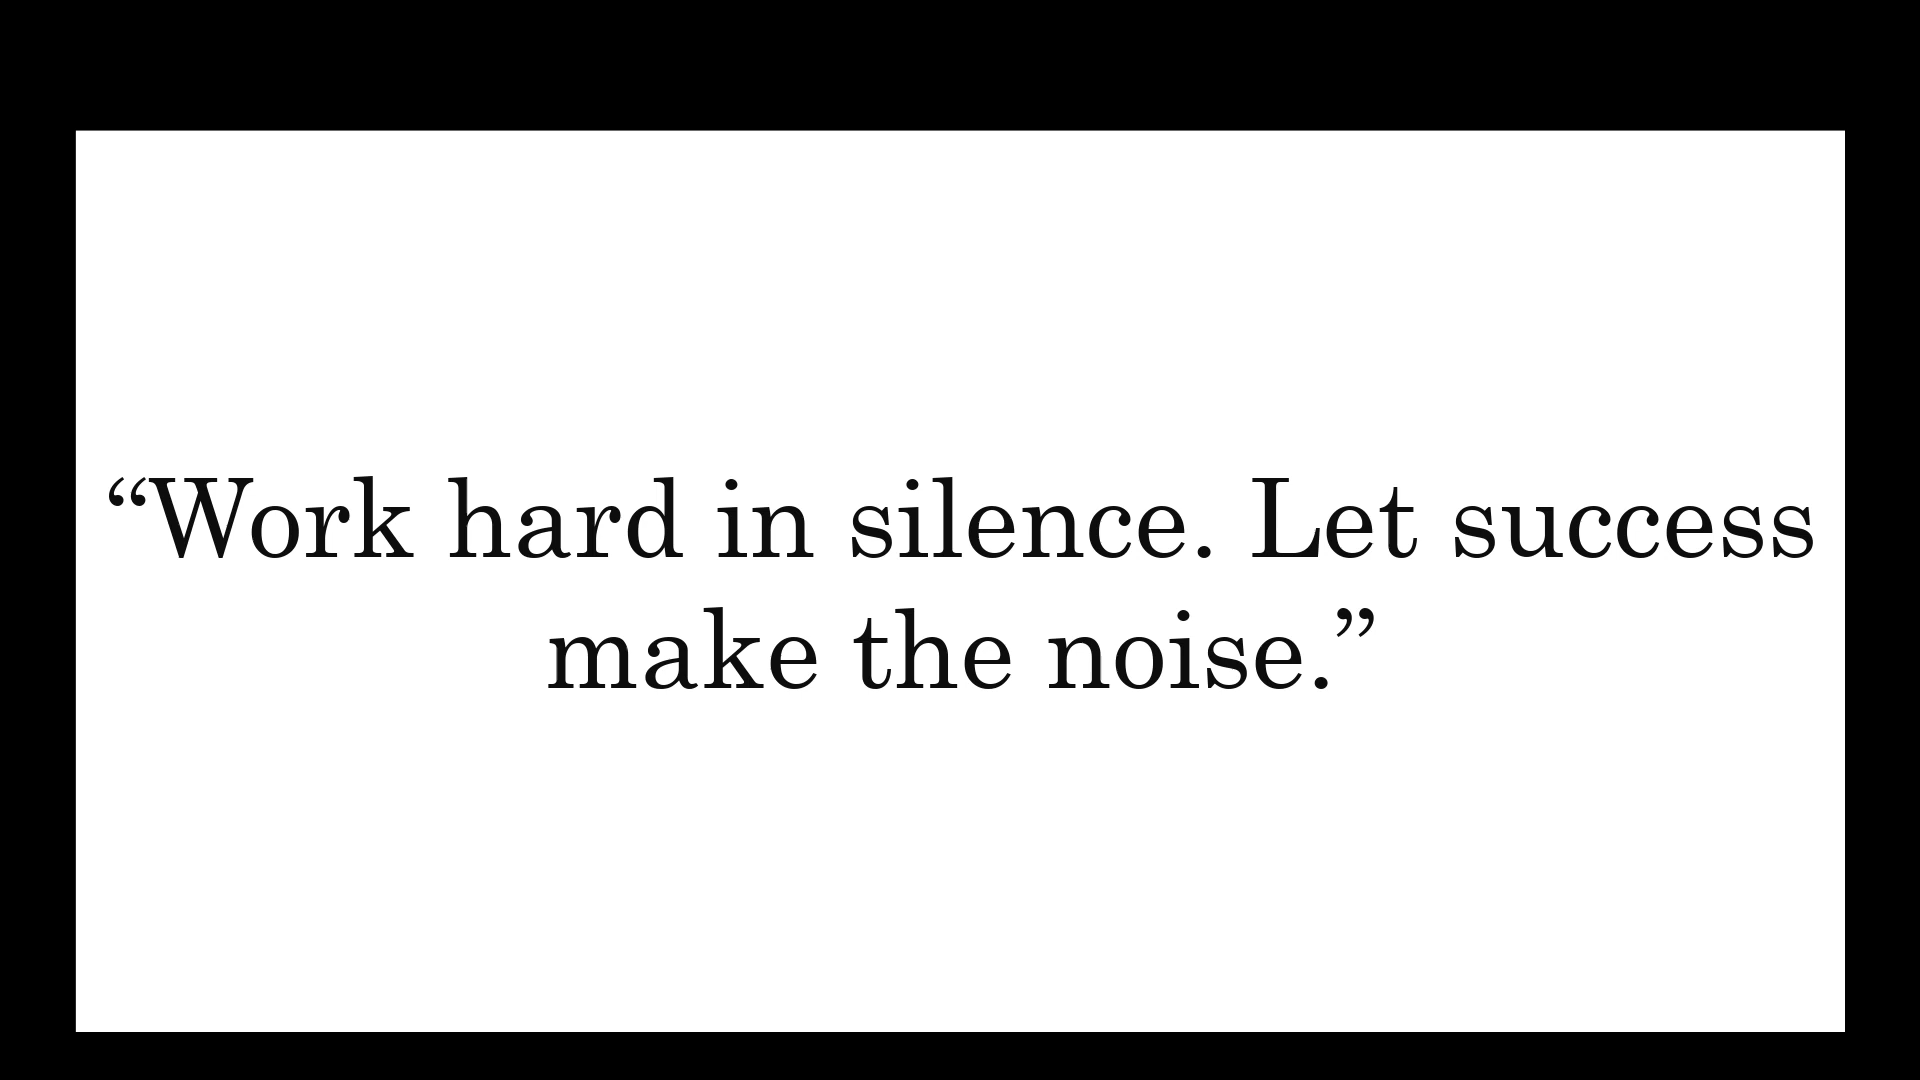 “Work hard in silence. Let success
make the noise.”